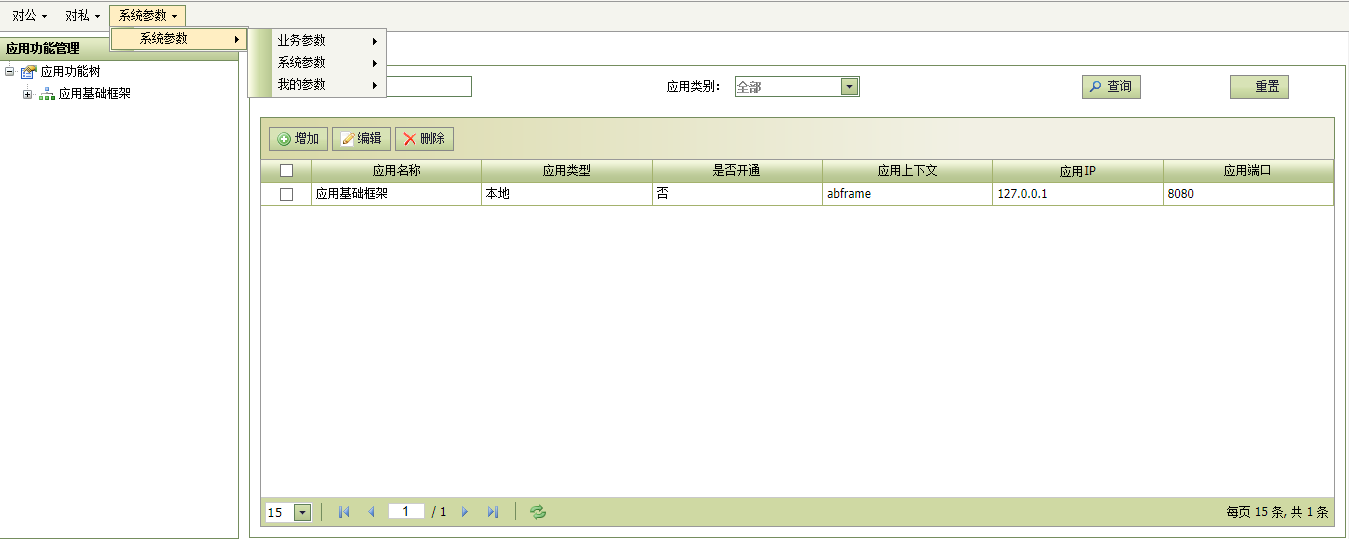 对公 对私 系统参数
系统参数 业务参数
系统参数
我的参数
应用功能管理
应用功能树
应用基础框架
应用类别： 全部 查询 重置
增加 编辑 删除
应用名称 应用类型 是否开通 应用上下文 应用IP 应用端口
应用基础框架 本地 否 abframe 127.0.0.1 8080
15 1 / 1 每页 15 条, 共 1 条